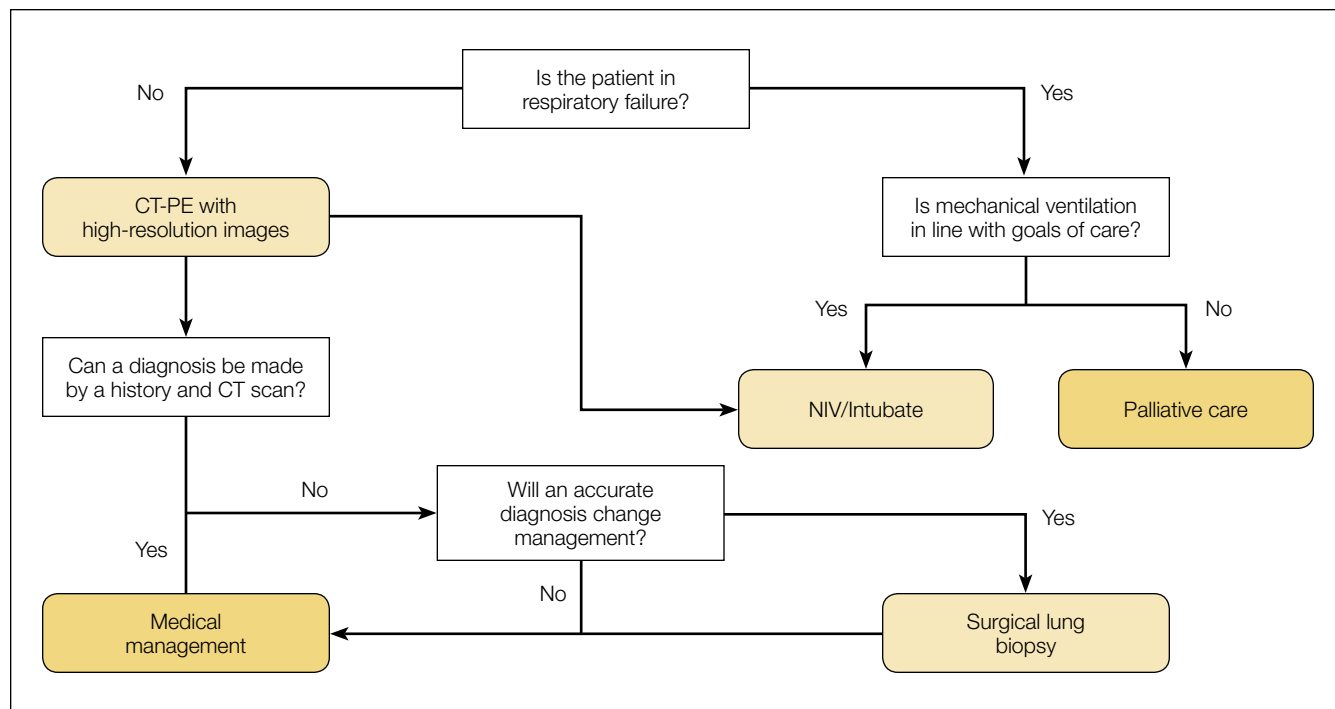 Is the patient in
respiratory failure?
No
Yes
CT-PE with
high-resolution images
Is mechanical ventilation
in line with goals of care?
Yes
No
Can a diagnosis be made
by a history and CT scan?
NIV/Intubate
Palliative care
No
Will an accurate
diagnosis change
management?
Yes
Yes
No
Medical
management
Surgical lung
biopsy